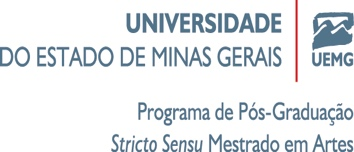 UNIVERSIDADE
DO ESTADO DE MINAS GERAIS
UEMG
Programa de Pós-Graduação
Stricto Sensu Mestrado em Artes